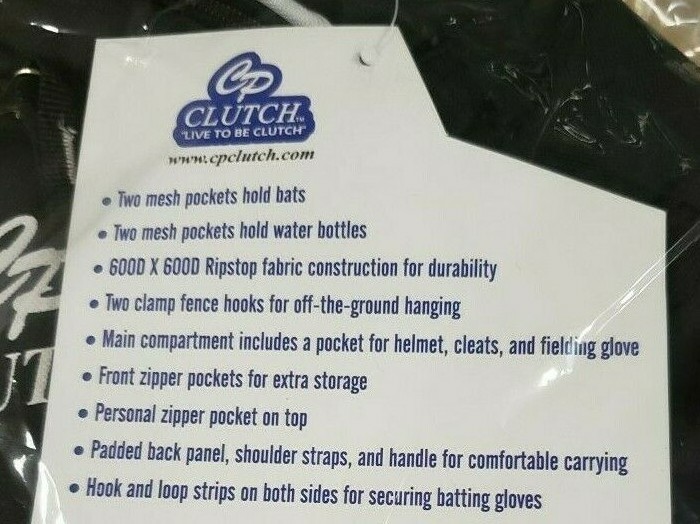 CP
CLUTCH™
"LIVE TO BE CLUTCH"
www.cpclutch.com
• Two mesh pockets hold bats
• Two mesh pockets hold water bottles
• 600D X 600D Ripstop fabric construction for durability
• Two clamp fence hooks for off-the-ground hanging
• Main compartment includes a pocket for helmet, cleats, and fielding glove
• Front zipper pockets for extra storage
• Personal zipper pocket on top
• Padded back panel, shoulder straps, and handle for comfortable carrying
• Hook and loop strips on both sides for securing batting gloves
CP
UT